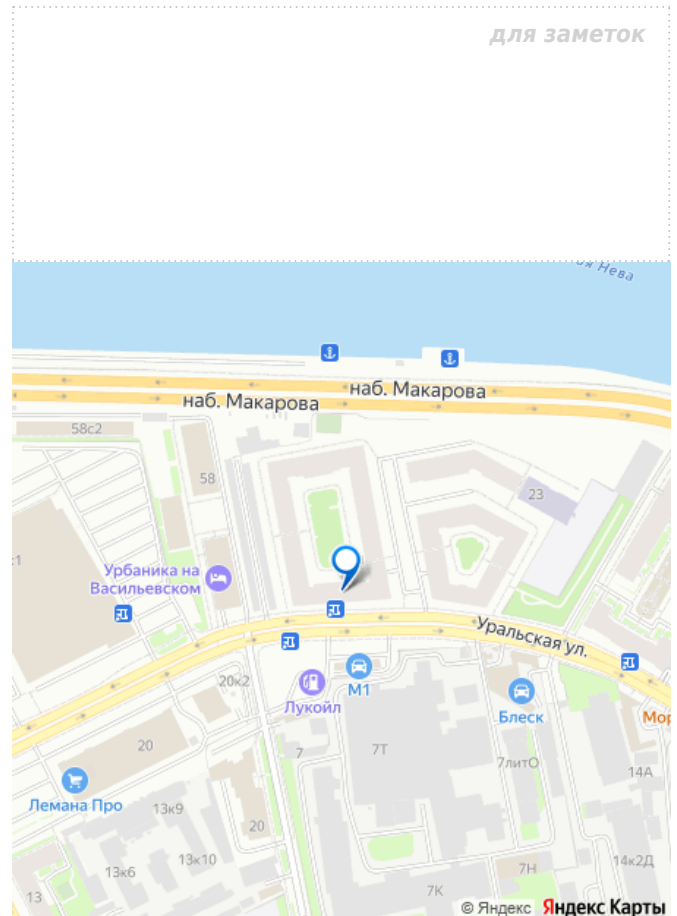 для заметок
Нева
наб. Макарова
наб. Макарова
58с2
58
23
Урбаника на
Васильевском
Уральская ул.
20к2
М1
Лукойл
Блеск
20
7
7Т
7литО
14А
Лемана Про
13к9
20
13к10
13к6
14к2Д
7Н
13
7К
© Яндекс Яндекс Карты